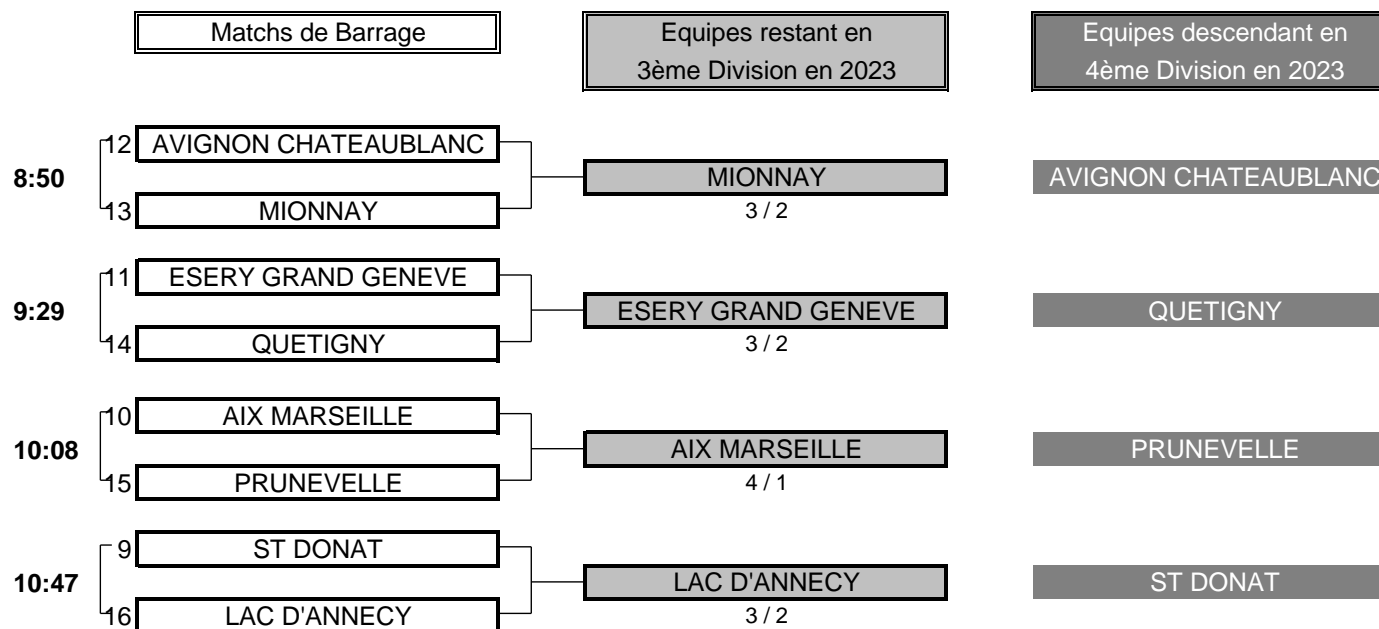 Matchs de Barrage
Equipes restant en
3ème Division en 2023
Equipes descendant en
4ème Division en 2023
8:50
12 AVIGNON CHATEAUBLANC
13 MIONNAY
MIONNAY
3 / 2
AVIGNON CHATEAUBLANC
9:29
11 ESERY GRAND GENEVE
14 QUETIGNY
ESERY GRAND GENEVE
3 / 2
QUETIGNY
10:08
10 AIX MARSEILLE
15 PRUNEVELLE
AIX MARSEILLE
4 / 1
PRUNEVELLE
10:47
9 ST DONAT
16 LAC D'ANNECY
LAC D'ANNECY
3 / 2
ST DONAT